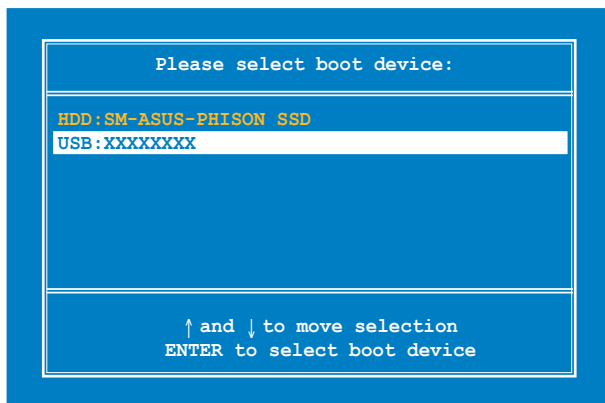 Please select boot device:
HDD:SM-ASUS-PHISON SSD
USB:XXXXXXXX
↑ and ↓ to move selection
ENTER to select boot device